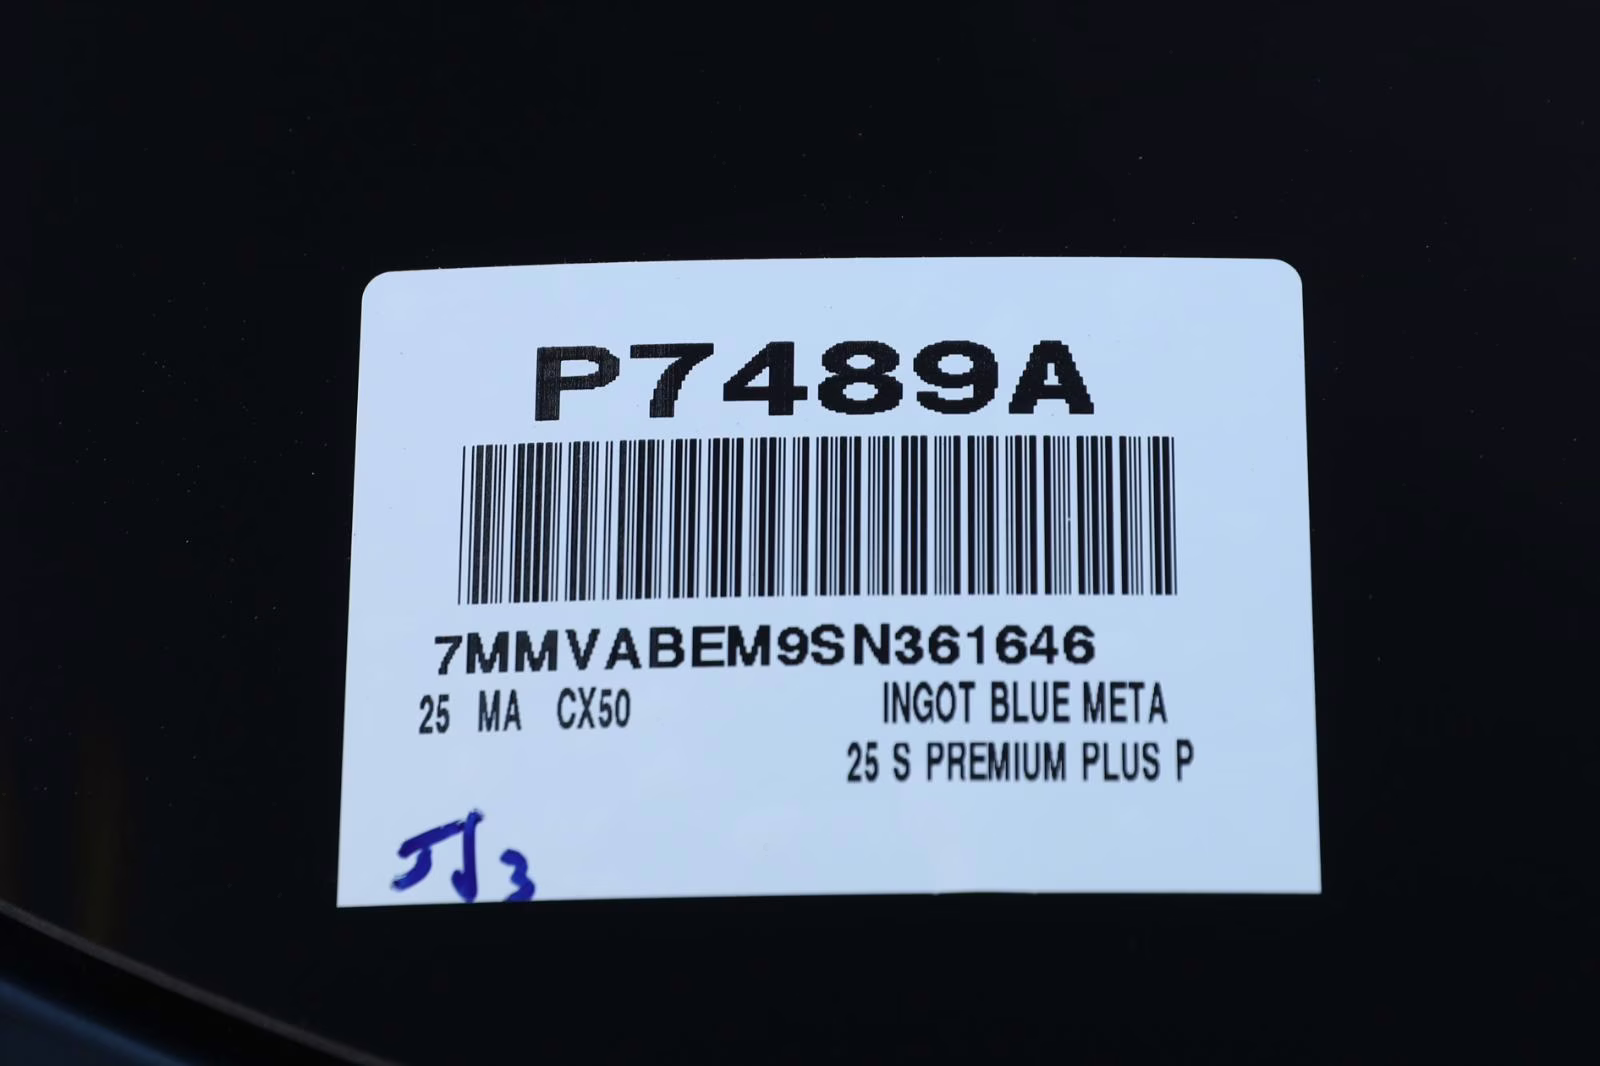 P7489A
7MMVABEM9SN361646
25 MA CX50 INGOT BLUE META
25 S PREMIUM PLUS P